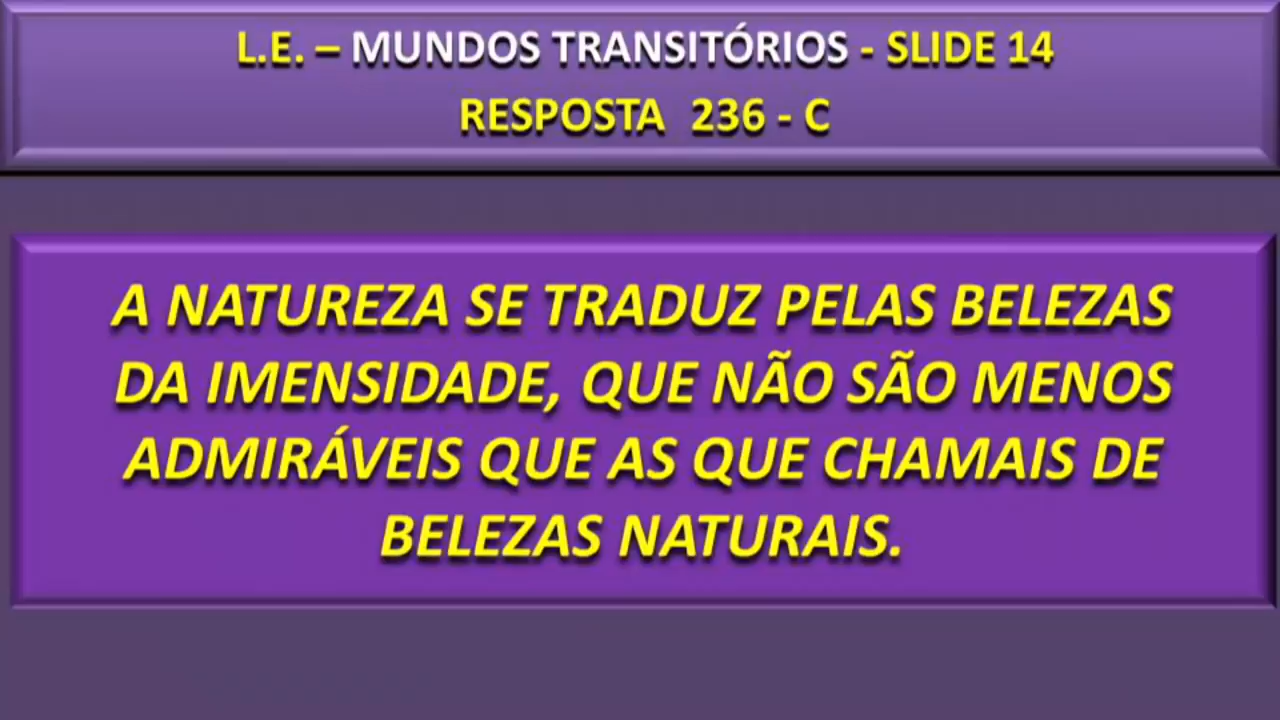 L.E. – MUNDOS TRANSITÓRIOS - SLIDE 14
RESPOSTA 236 - C
A NATUREZA SE TRADUZ PELAS BELEZAS
DA IMENSIDADE, QUE NÃO SÃO MENOS
ADMIRÁVEIS QUE AS QUE CHAMAIS DE
BELEZAS NATURAIS.